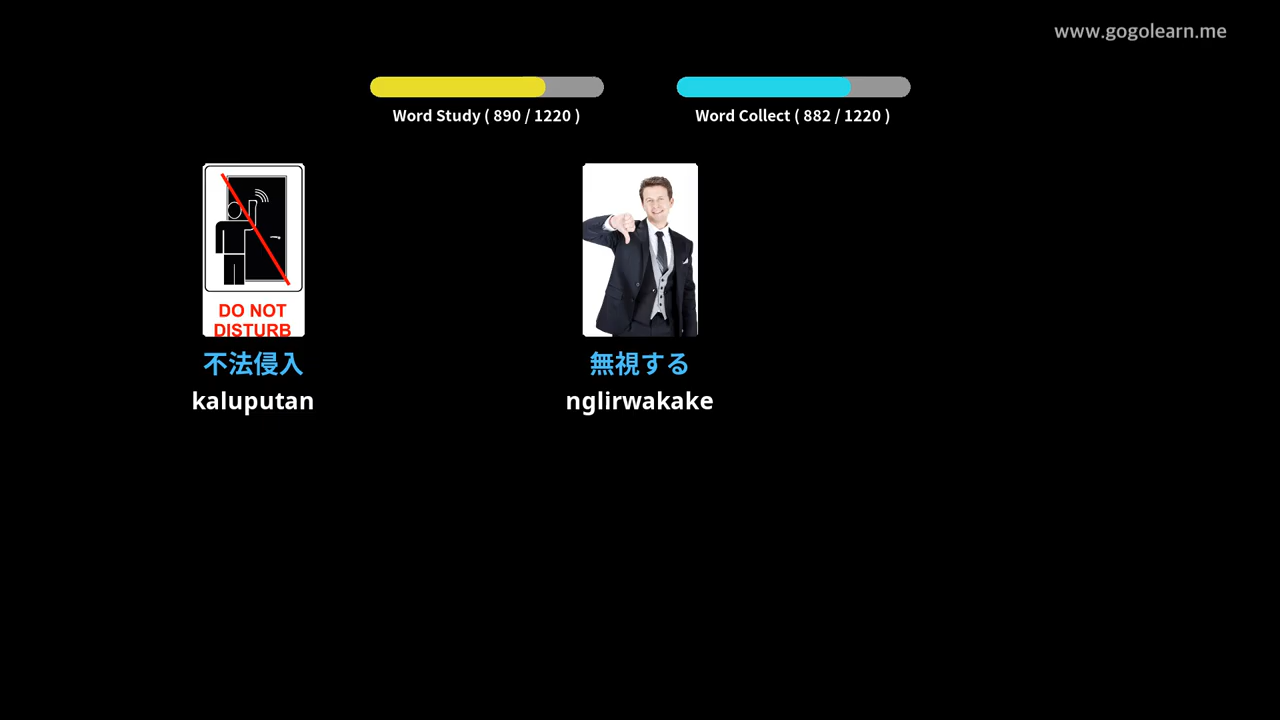 www.gogolearn.me
Word Study ( 890 / 1220 )
Word Collect ( 882 / 1220 )
DO NOT
DISTURB
不法侵入
kaluputan
無視する
nglirwakake